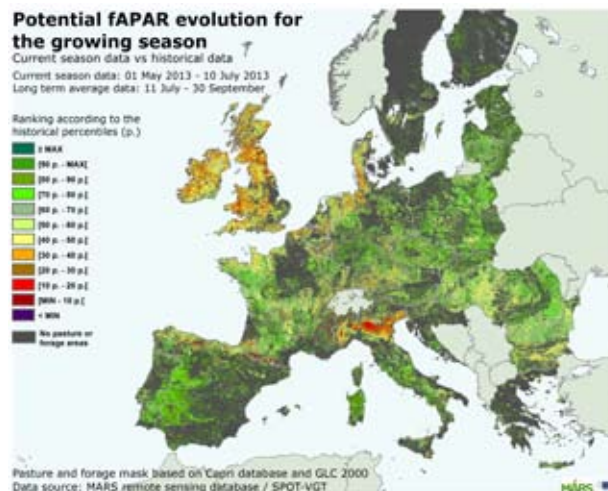 Potential fAPAR evolution for
the growing season
Current season data vs historical data
Current season data: 01 May 2013 - 10 July 2013
Long term average data: 11 July - 30 September
Ranking according to the
historical percentiles (p.)
≥ MAX
[90 p. - MAX[
[80 p. - 90 p.[
[70 p. - 80 p.[
[60 p. - 70 p.[
[50 p. - 60 p.[
[40 p. - 50 p.[
[30 p. - 40 p.[
[20 p. - 30 p.[
[10 p. - 20 p.[
[MIN - 10 p.[
< MIN
No pasture or
forage areas
Pasture and forage mask based on Capri database and GLC 2000
Data source: MARS remote sensing database / SPOT-VGT
MARS